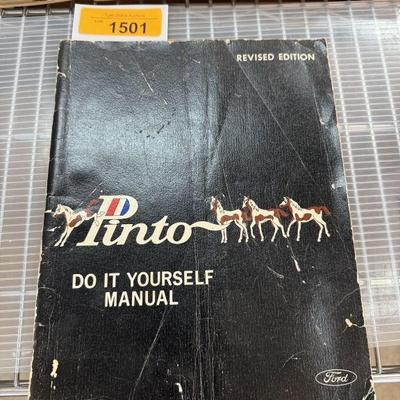 1501
REVISED EDITION
Pinto
DO IT YOURSELF
MANUAL
Ford